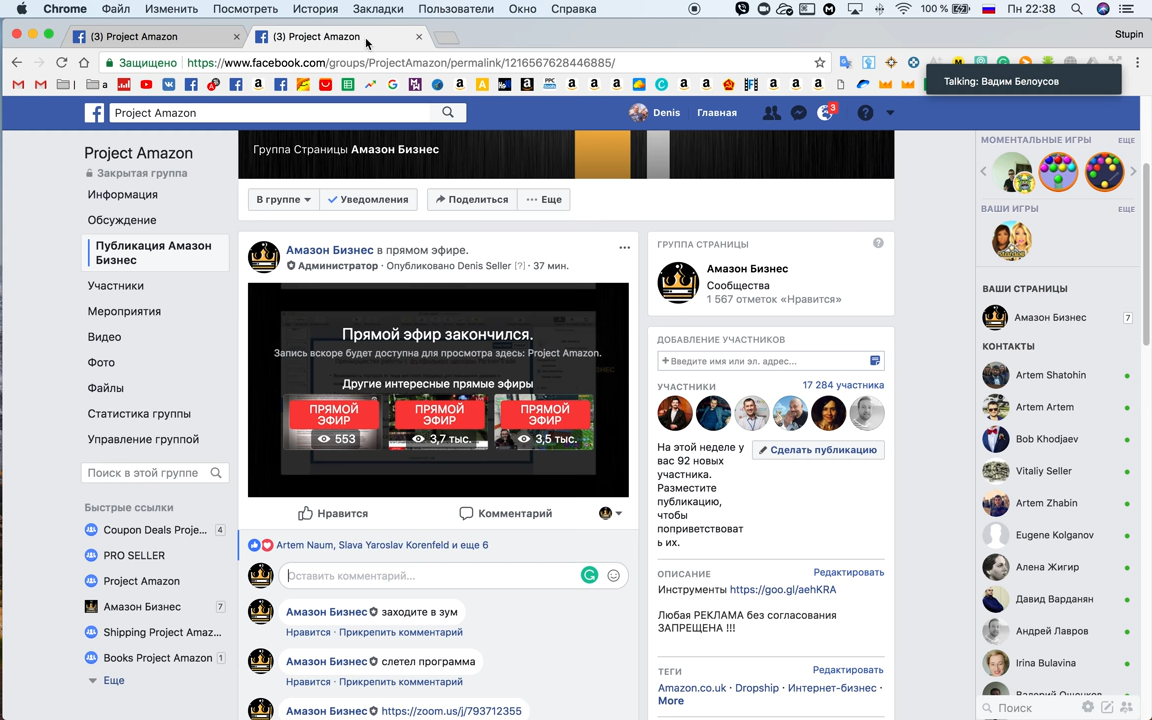 Chrome Файл Изменить Посмотреть История Закладки Пользователи Окно Справка 100 % Пн 22:38
(3) Project Amazon
(3) Project Amazon
Stupin
Защищено https://www.facebook.com/groups/ProjectAmazon/permalink/1216567628446885/
Talking: Вадим Белоусов
Project Amazon
Denis Главная 3
Project Amazon
Закрытая группа
Информация
Обсуждение
Публикация Амазон
Бизнес
Участники
Мероприятия
Видео
Фото
Файлы
Статистика группы
Управление группой
Поиск в этой группе
Быстрые ссылки
Coupon Deals Proje... 4
PRO SELLER
Project Amazon
Амазон Бизнес 7
Shipping Project Amaz...
Books Project Amazon 1
Еще
Группа Страницы Амазон Бизнес
В группе Уведомления Поделиться Еще
Амазон Бизнес в прямом эфире.
Администратор · Опубликовано Denis Seller [?] · 37 мин.
Прямой эфир закончился.
Запись вскоре будет доступна для просмотра здесь: Project Amazon.
Другие интересные прямые эфиры
ПРЯМОЙ ЭФИР 553
ПРЯМОЙ ЭФИР 3,7 тыс.
ПРЯМОЙ ЭФИР 3,5 тыс.
Нравится Комментарий
Artem Naum, Slava Yaroslav Korenfeld и еще 6
Оставить комментарий...
Амазон Бизнес заходите в зум
Нравится · Прикрепить комментарий
Амазон Бизнес слетел программа
Нравится · Прикрепить комментарий
Амазон Бизнес https://zoom.us/j/793712355
ГРУППА СТРАНИЦЫ
Амазон Бизнес
Сообщества
1 567 отметок «Нравится»
ДОБАВЛЕНИЕ УЧАСТНИКОВ
+ Введите имя или эл. адрес...
УЧАСТНИКИ 17 284 участника
На этой неделе у
вас 92 новых
участника.
Разместите
публикацию,
чтобы
поприветствоват
ь их.
Сделать публикацию
ОПИСАНИЕ Редактировать
Инструменты https://goo.gl/aehKRA
Любая РЕКЛАМА без согласования
ЗАПРЕЩЕНА !!!
ТЕГИ Редактировать
Amazon.co.uk · Dropship · Интернет-бизнес ·
More
МОМЕНТАЛЬНЫЕ ИГРЫ ЕЩЕ
ВАШИ ИГРЫ ЕЩЕ
ВАШИ СТРАНИЦЫ
Амазон Бизнес 7
КОНТАКТЫ
Artem Shatohin
Artem Artem
Bob Khodjaev
Vitaliy Seller
Artem Zhabin
Eugene Kolganov
Алена Жигир
Давид Варданян
Андрей Лавров
Irina Bulavina
Поиск